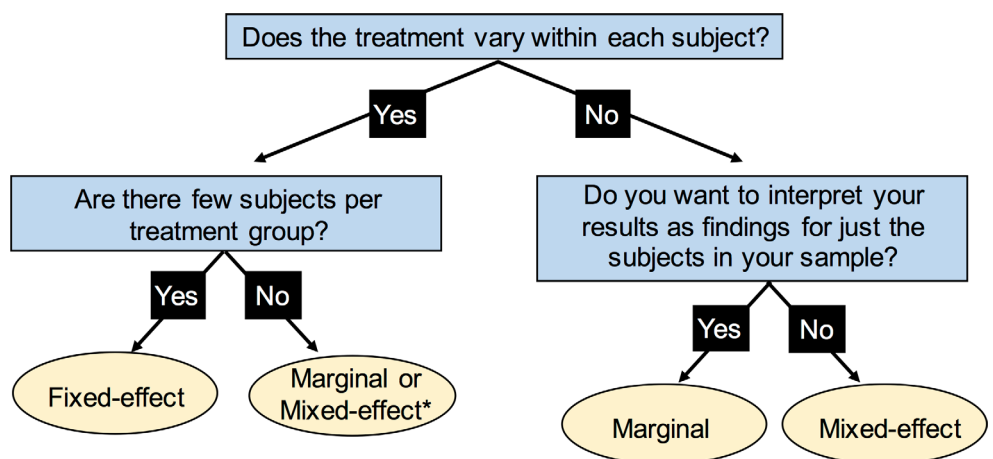 Does the treatment vary within each subject?
Yes
No
Are there few subjects per
treatment group?
Do you want to interpret your
results as findings for just the
subjects in your sample?
Yes
No
Yes
No
Fixed-effect
Marginal or
Mixed-effect*
Marginal
Mixed-effect